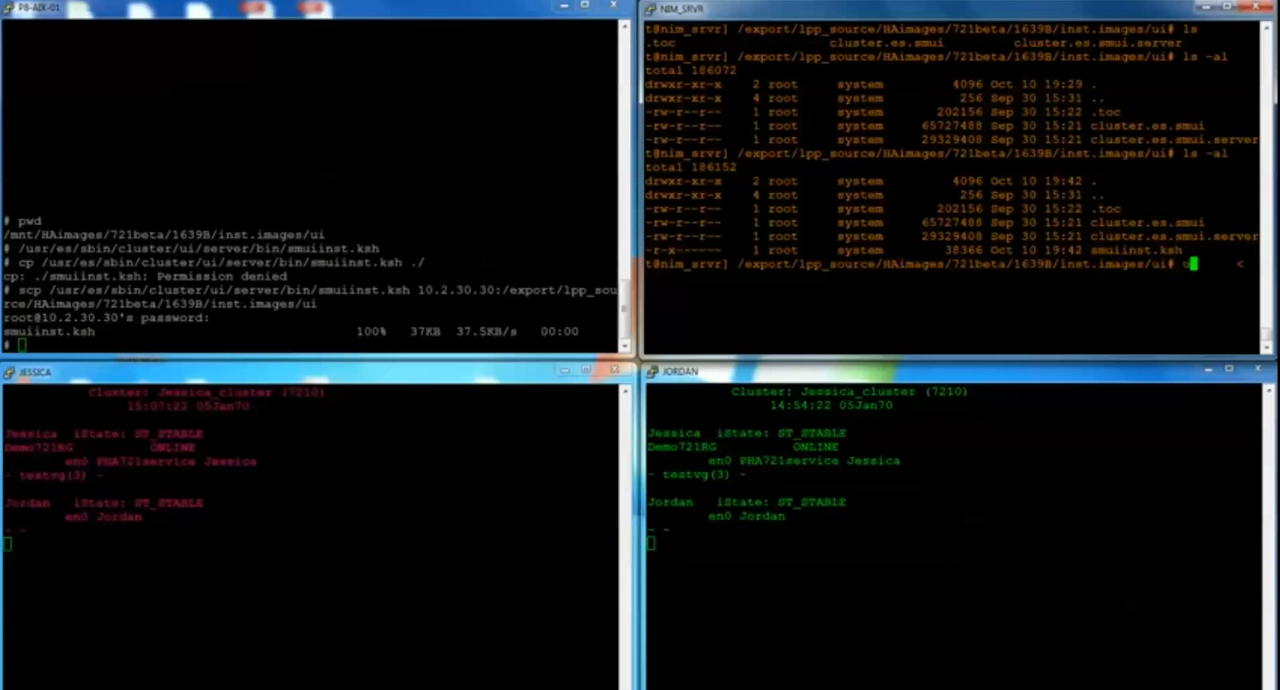 P8-AIX-01
# pwd
/mnt/HAimages/721beta/1639B/inst.images/ui
# /usr/es/sbin/cluster/ui/server/bin/smuiinst.ksh
# cp /usr/es/sbin/cluster/ui/server/bin/smuiinst.ksh ./
cp: ./smuiinst.ksh: Permission denied
# scp /usr/es/sbin/cluster/ui/server/bin/smuiinst.ksh 10.2.30.30:/export/lpp_sou
rce/HAimages/721beta/1639B/inst.images/ui
root@10.2.30.30's password:
smuiinst.ksh 100% 37KB 37.5KB/s 00:00
#
NIM_SRVR
t@nim_srvr] /export/lpp_source/HAimages/721beta/1639B/inst.images/ui# ls
.toc cluster.es.smui cluster.es.smui.server
t@nim_srvr] /export/lpp_source/HAimages/721beta/1639B/inst.images/ui# ls -al
total 186072
drwxr-xr-x 2 root system 4096 Oct 10 19:29 .
drwxr-xr-x 4 root system 256 Sep 30 15:31 ..
-rw-r--r-- 1 root system 202156 Sep 30 15:22 .toc
-rw-r--r-- 1 root system 65727488 Sep 30 15:21 cluster.es.smui
-rw-r--r-- 1 root system 29329408 Sep 30 15:21 cluster.es.smui.server
t@nim_srvr] /export/lpp_source/HAimages/721beta/1639B/inst.images/ui# ls -al
total 186152
drwxr-xr-x 2 root system 4096 Oct 10 19:42 .
drwxr-xr-x 4 root system 256 Sep 30 15:31 ..
-rw-r--r-- 1 root system 202156 Sep 30 15:22 .toc
-rw-r--r-- 1 root system 65727488 Sep 30 15:21 cluster.es.smui
-rw-r--r-- 1 root system 29329408 Sep 30 15:21 cluster.es.smui.server
-r-x------ 1 root system 38366 Oct 10 19:42 smuiinst.ksh
t@nim_srvr] /export/lpp_source/HAimages/721beta/1639B/inst.images/ui# <
JESSICA
Cluster: Jessica_cluster (7210)
15:07:22 05Jan70
Jessica iState: ST_STABLE
Demo721RG ONLINE
en0 PHA721service Jessica
- testvg(3) -
Jordan iState: ST_STABLE
en0 Jordan
- -
JORDAN
Cluster: Jessica_cluster (7210)
14:54:22 05Jan70
Jessica iState: ST_STABLE
Demo721RG ONLINE
en0 PHA721service Jessica
- testvg(3) -
Jordan iState: ST_STABLE
en0 Jordan
- -